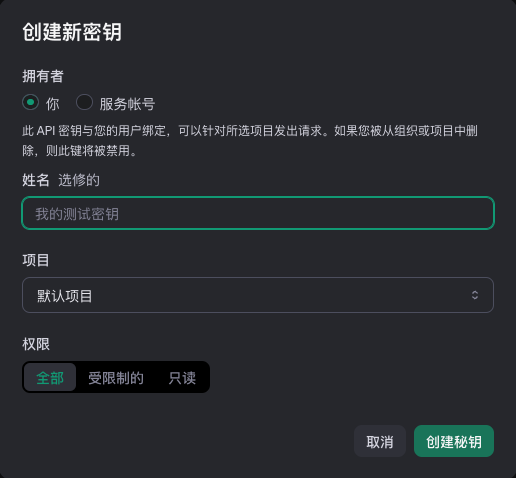 创建新密钥
拥有者
你 服务帐号
此 API 密钥与您的用户绑定，可以针对所选项目发出请求。如果您被从组织或项目中删
除，则此键将被禁用。
姓名 选修的
我的测试密钥
项目
默认项目
权限
全部 受限制的 只读
取消 创建秘钥